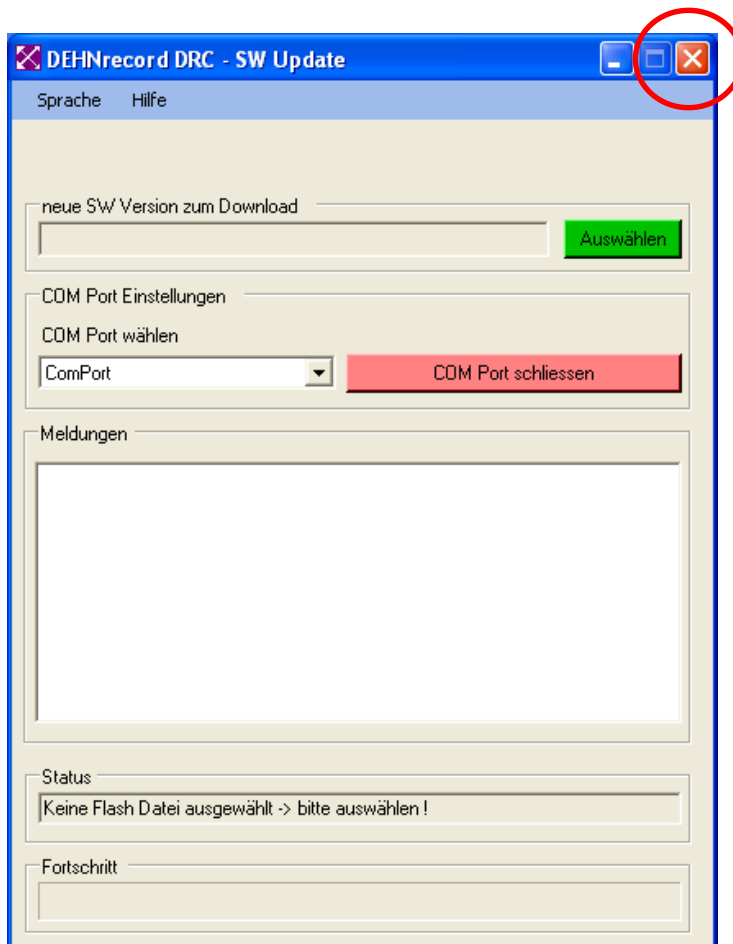 DEHNrecord DRC - SW Update
Sprache Hilfe
neue SW Version zum Download
Auswählen
COM Port Einstellungen
COM Port wählen
ComPort
COM Port schliessen
Meldungen
Status
Keine Flash Datei ausgewählt -> bitte auswählen !
Fortschritt